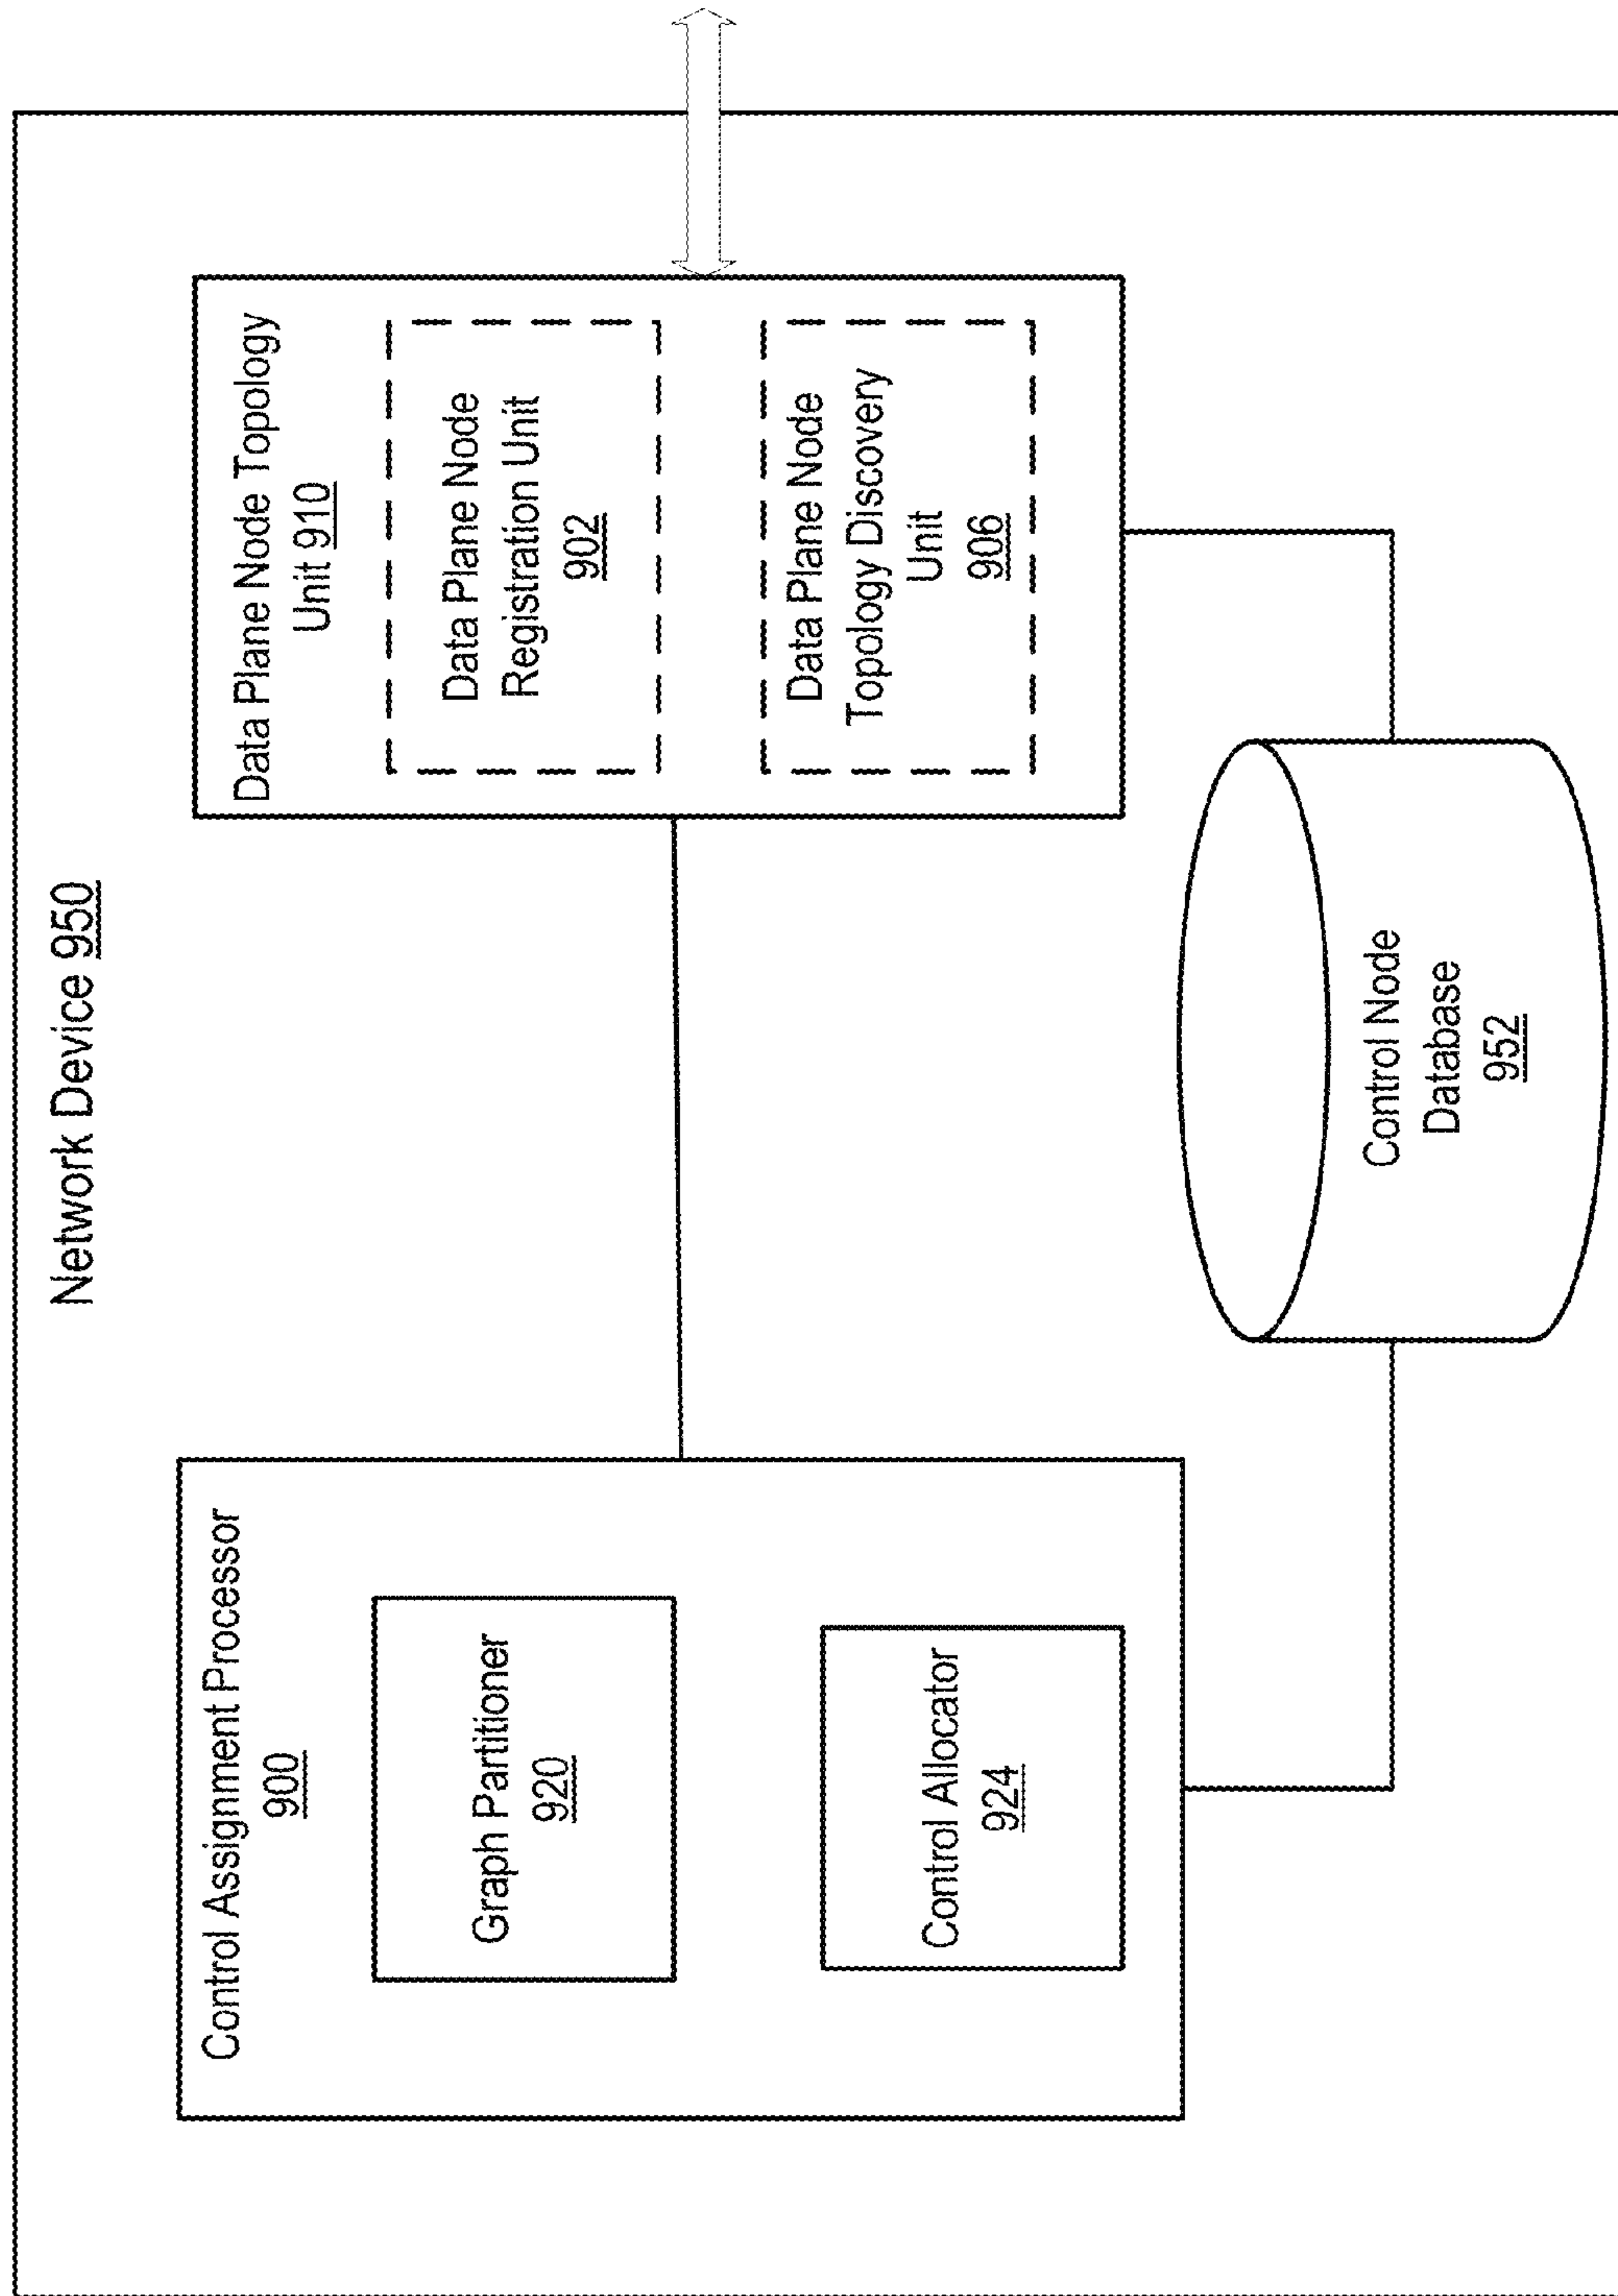 Network Device 950
Control Assignment Processor
900
Graph Partitioner
920
Control Allocator
924
Data Plane Node Topology
Unit 910
Data Plane Node
Registration Unit
902
Data Plane Node
Topology Discovery
Unit
906
Control Node
Database
952